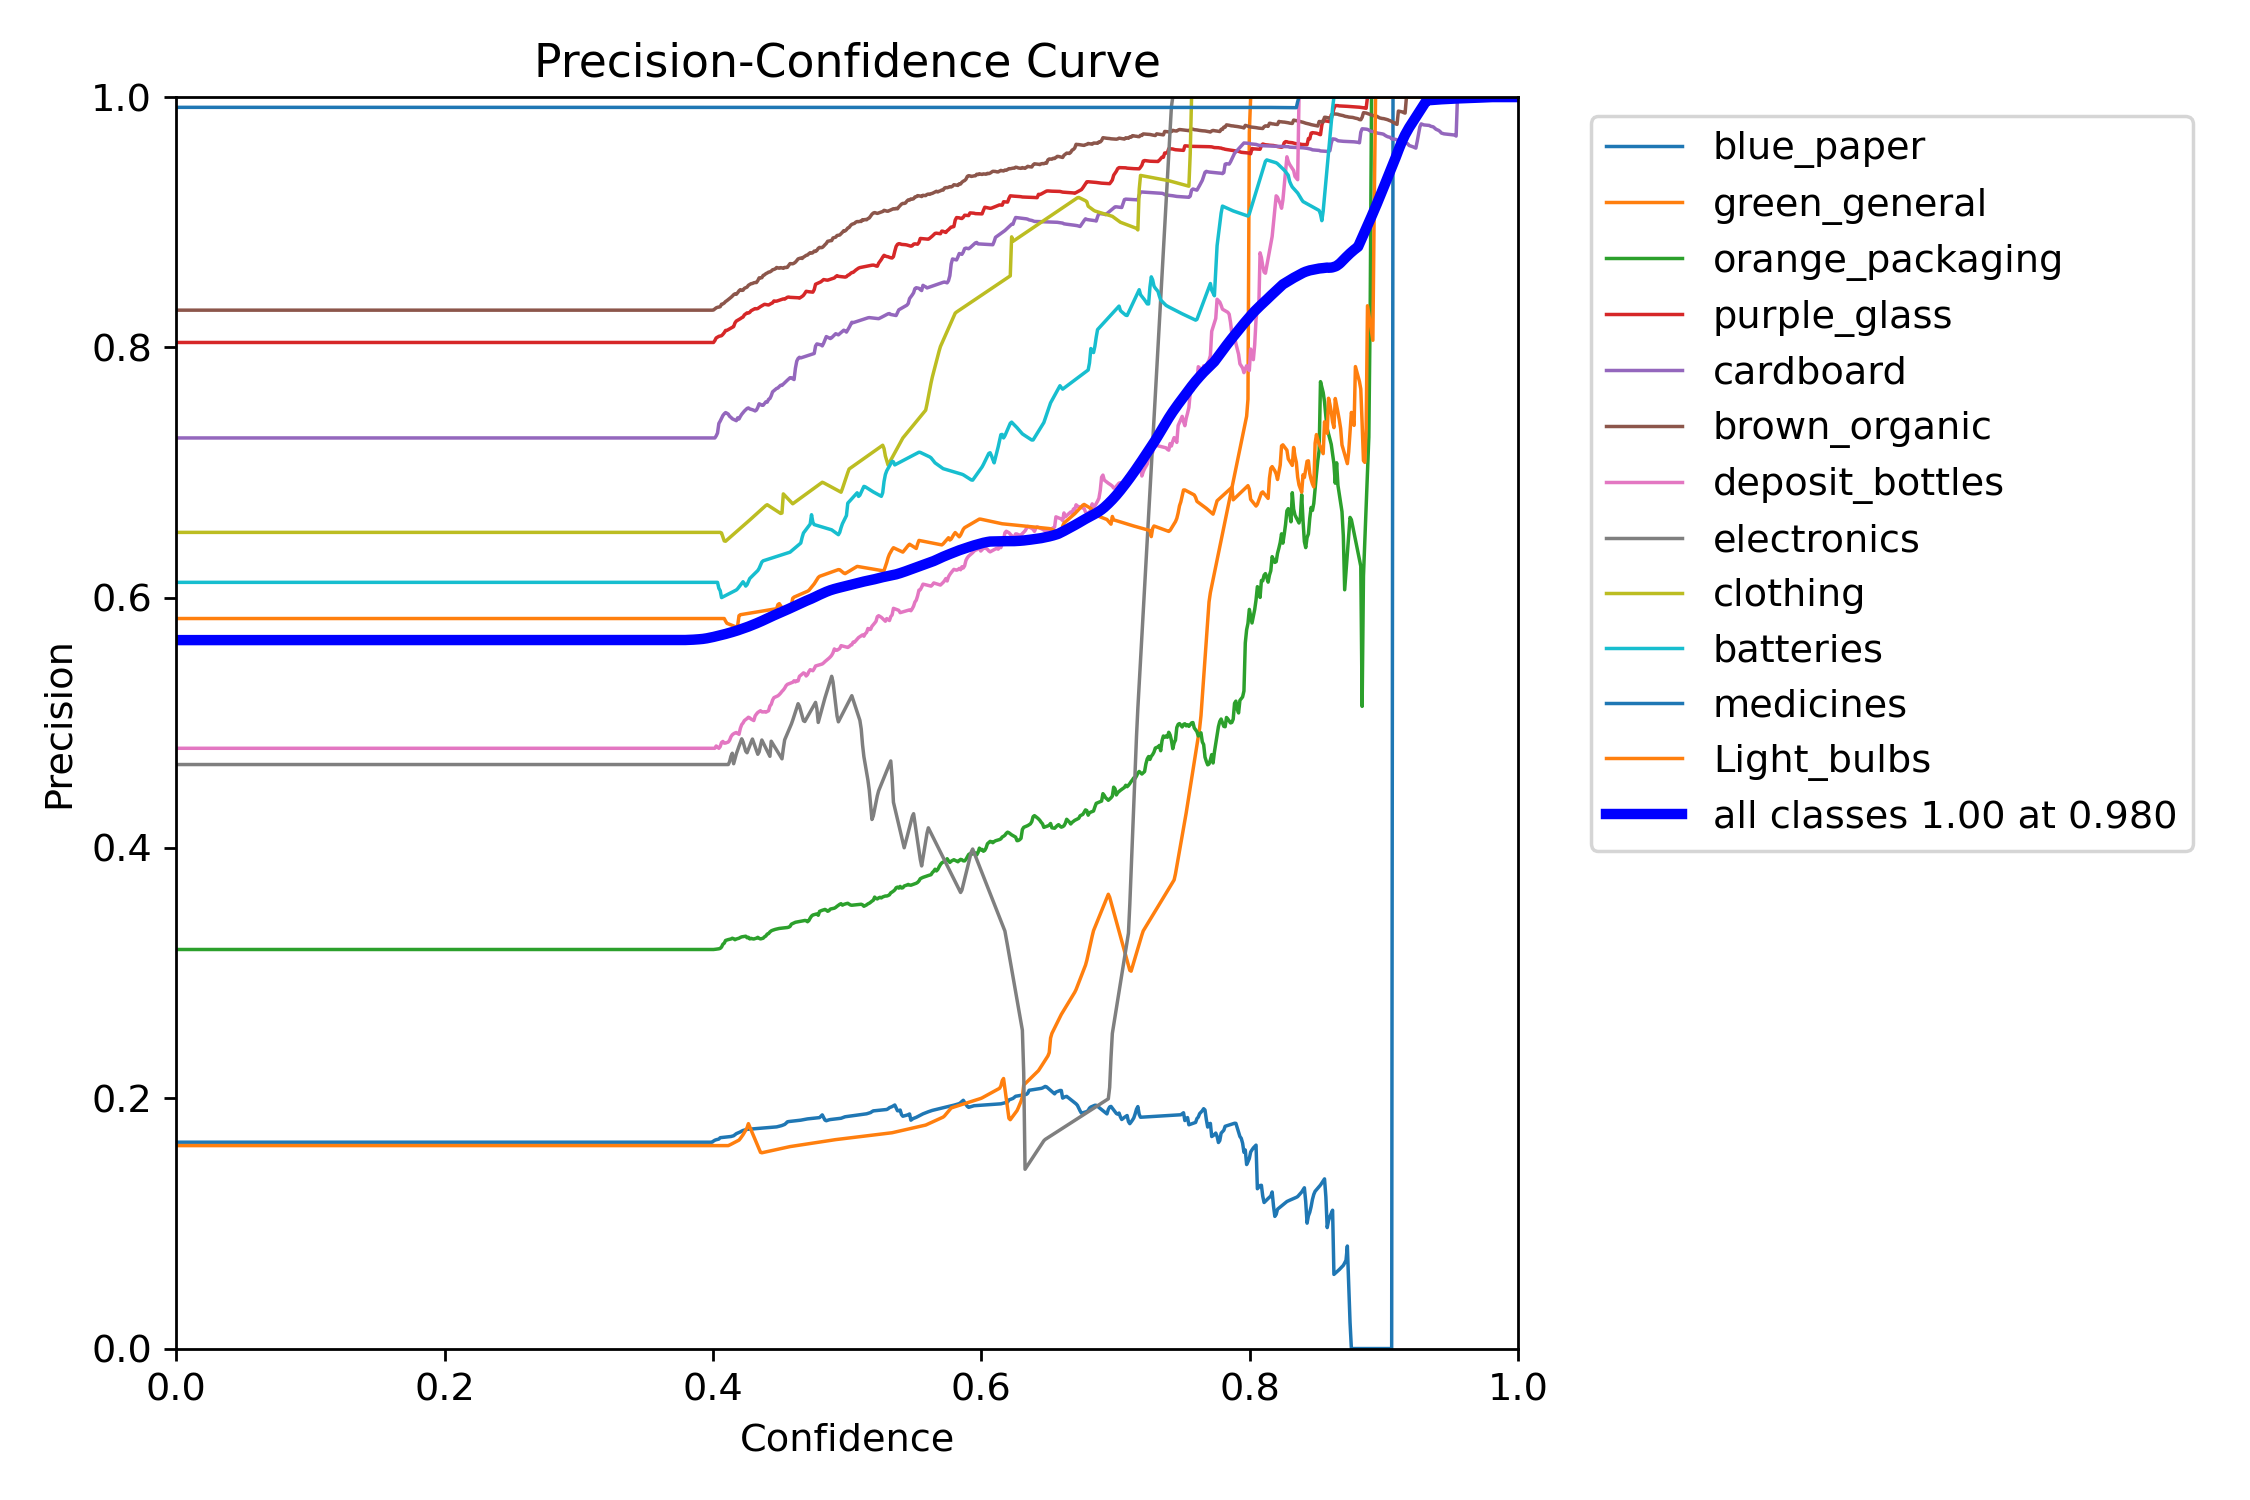 Precision-Confidence Curve
1.0
0.8
0.6
0.4
0.2
0.0
Precision
0.0 0.2 0.4 0.6 0.8 1.0
Confidence
blue_paper
green_general
orange_packaging
purple_glass
cardboard
brown_organic
deposit_bottles
electronics
clothing
batteries
medicines
Light_bulbs
all classes 1.00 at 0.980